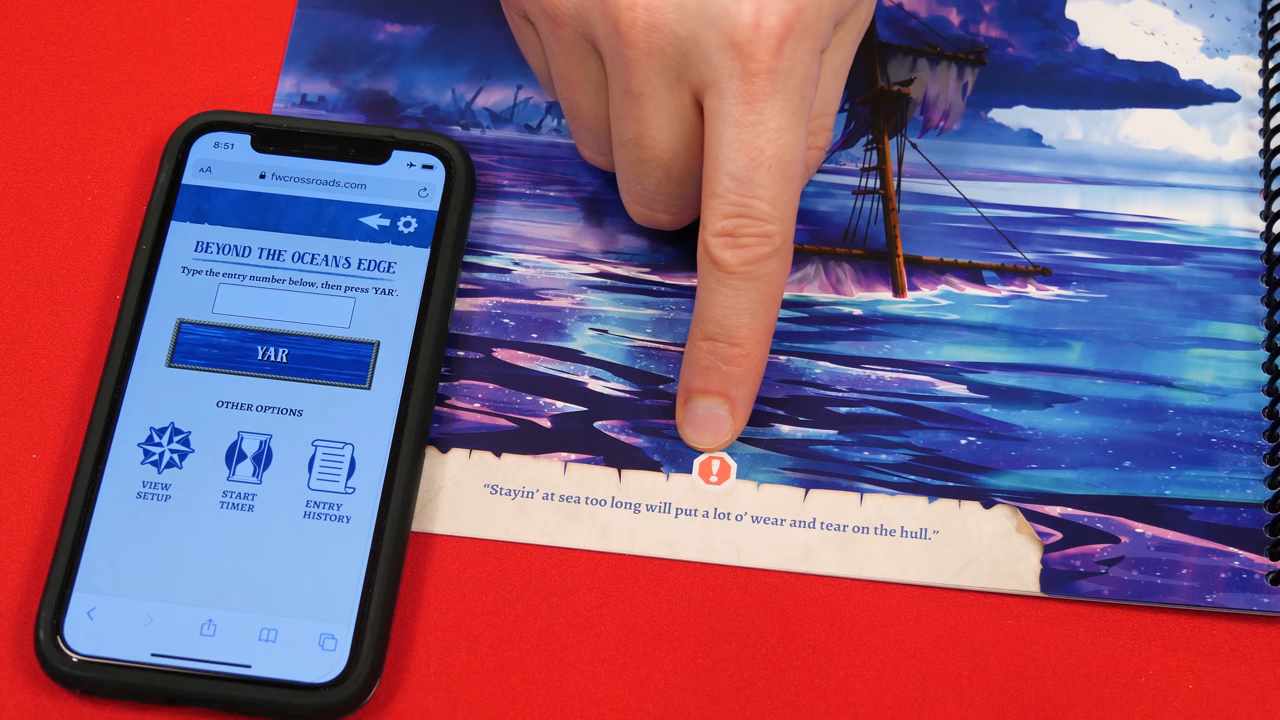 8:51
AA
fwcrossroads.com
BEYOND THE OCEANS EDGE
Type the entry number below, then press 'YAR'.
YAR
OTHER OPTIONS
VIEW
SETUP
START
TIMER
ENTRY
HISTORY
!
“Stayin’ at sea too long will put a lot o’ wear and tear on the hull.”